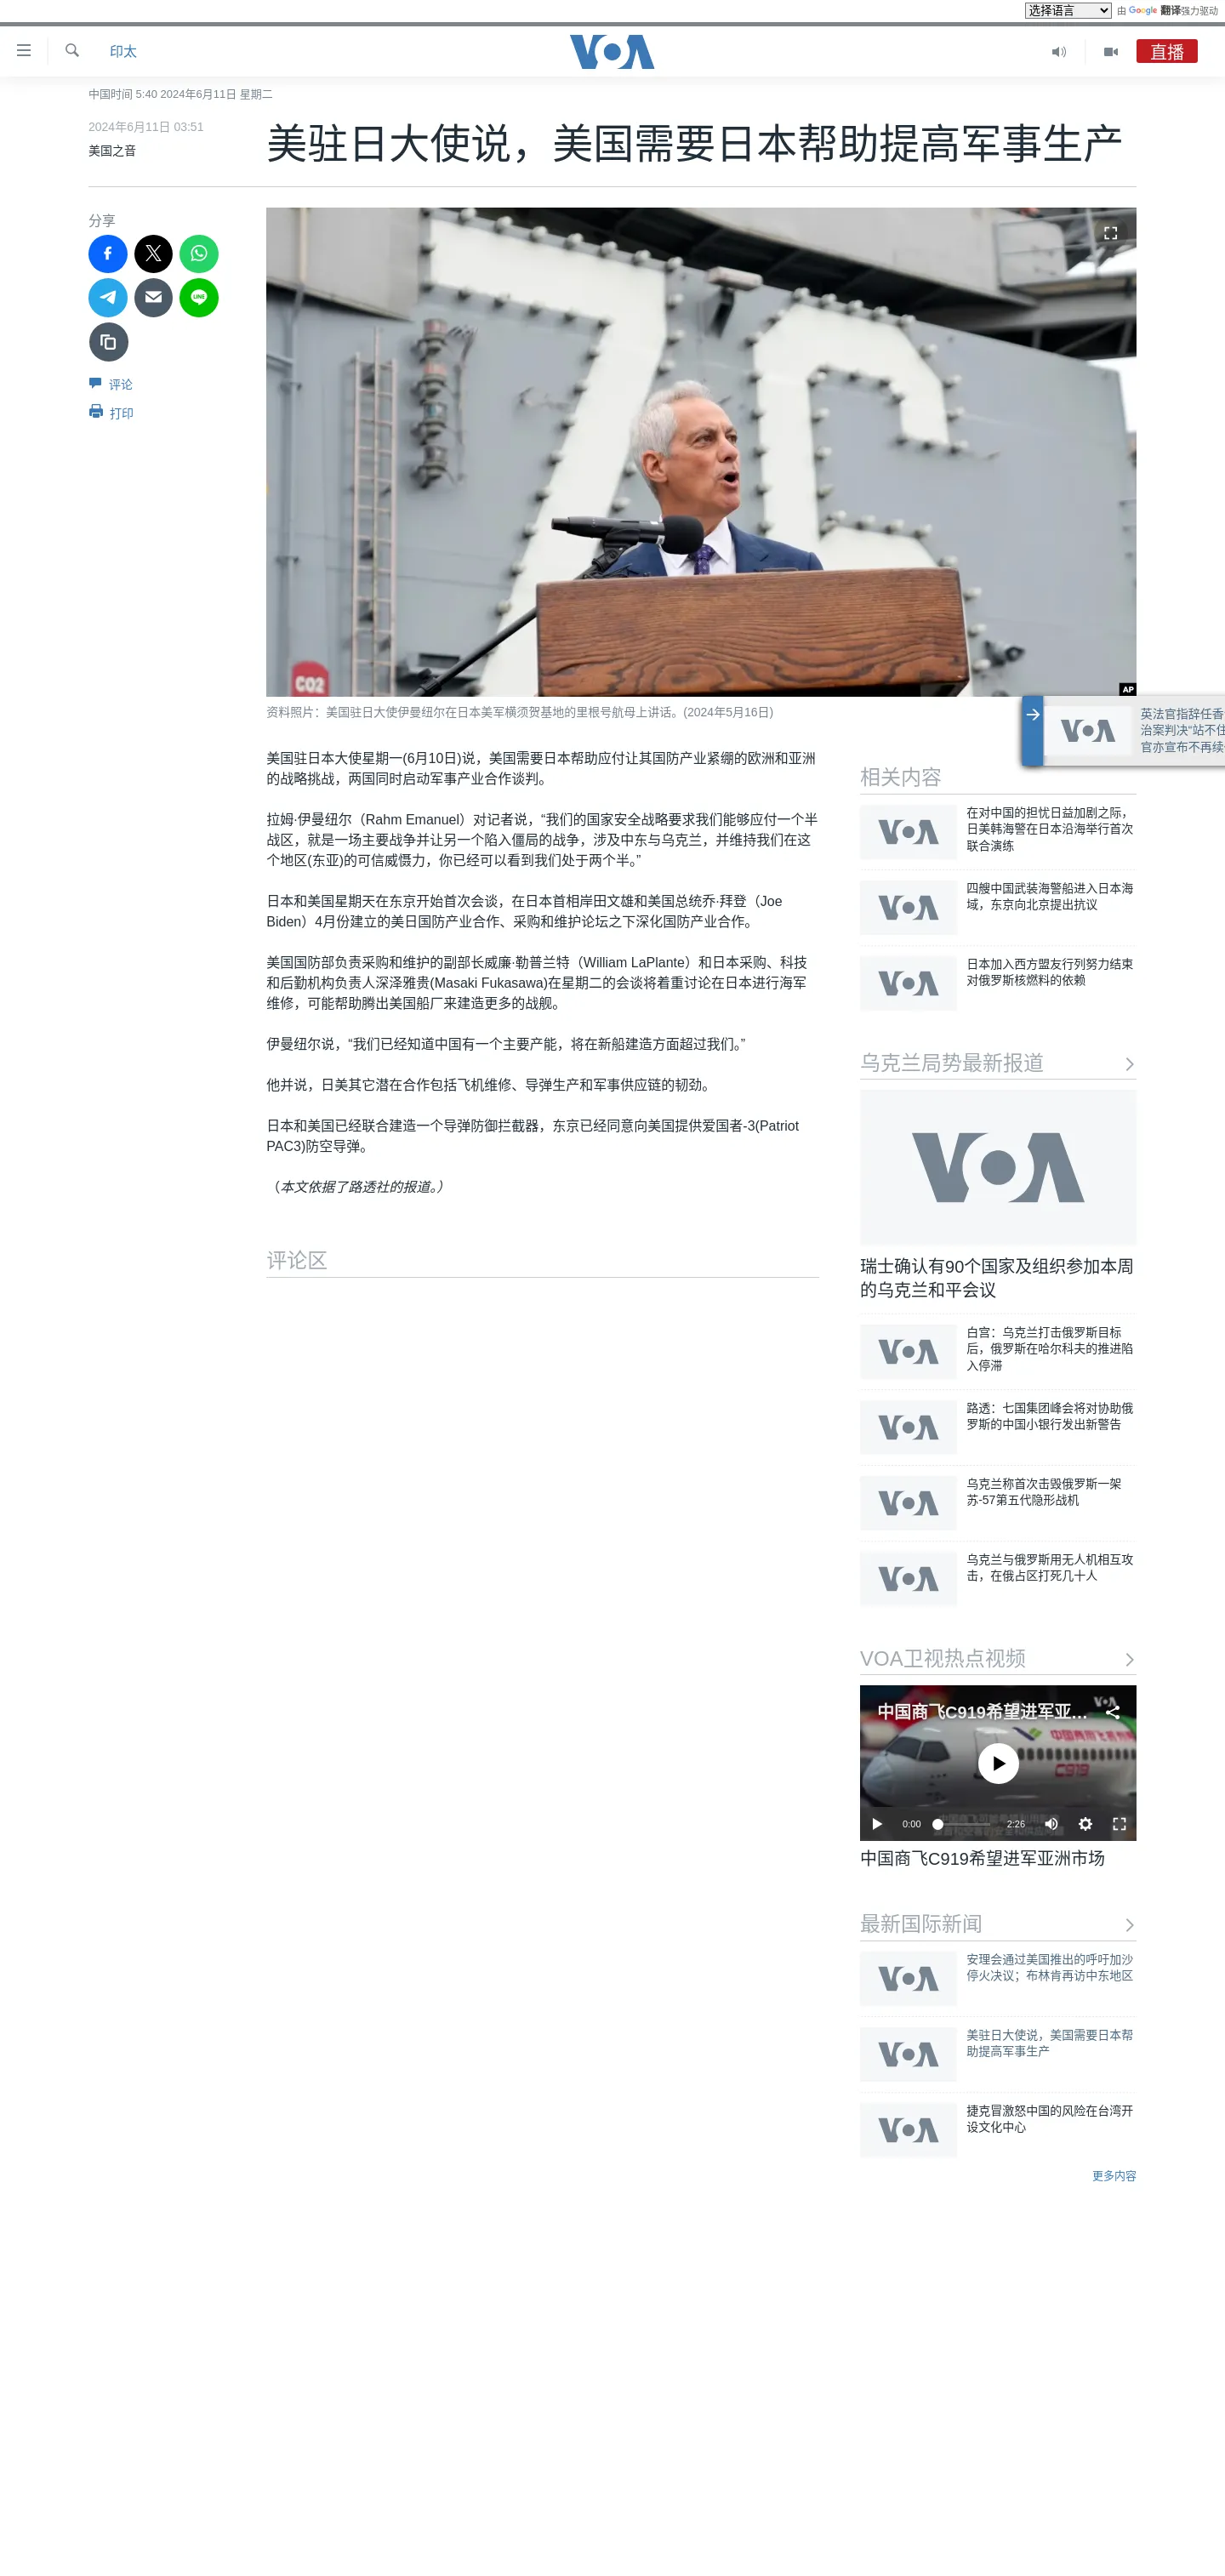 选择语言 由 Google 翻译强力驱动
印太
VOA
直播
中国时间 5:40 2024年6月11日 星期二
2024年6月11日 03:51
美国之音
美驻日大使说，美国需要日本帮助提高军事生产
分享
LINE
评论
打印
76
CO2
AP
资料照片：美国驻日大使伊曼纽尔在日本美军横须贺基地的里根号航母上讲话。(2024年5月16日)
美国驻日本大使星期一(6月10日)说，美国需要日本帮助应付让其国防产业紧绷的欧洲和亚洲
的战略挑战，两国同时启动军事产业合作谈判。
拉姆·伊曼纽尔（Rahm Emanuel）对记者说，“我们的国家安全战略要求我们能够应付一个半
战区，就是一场主要战争并让另一个陷入僵局的战争，涉及中东与乌克兰，并维持我们在这
个地区(东亚)的可信威慑力，你已经可以看到我们处于两个半。”
日本和美国星期天在东京开始首次会谈，在日本首相岸田文雄和美国总统乔·拜登（Joe
Biden）4月份建立的美日国防产业合作、采购和维护论坛之下深化国防产业合作。
美国国防部负责采购和维护的副部长威廉·勒普兰特（William LaPlante）和日本采购、科技
和后勤机构负责人深泽雅贵(Masaki Fukasawa)在星期二的会谈将着重讨论在日本进行海军
维修，可能帮助腾出美国船厂来建造更多的战舰。
伊曼纽尔说，“我们已经知道中国有一个主要产能，将在新船建造方面超过我们。”
他并说，日美其它潜在合作包括飞机维修、导弹生产和军事供应链的韧劲。
日本和美国已经联合建造一个导弹防御拦截器，东京已经同意向美国提供爱国者-3(Patriot
PAC3)防空导弹。
（本文依据了路透社的报道。）
评论区
VOA
英法官指辞任香
治案判决“站不住
官亦宣布不再续
相关内容
VOA
在对中国的担忧日益加剧之际，
日美韩海警在日本沿海举行首次
联合演练
VOA
四艘中国武装海警船进入日本海
域，东京向北京提出抗议
VOA
日本加入西方盟友行列努力结束
对俄罗斯核燃料的依赖
乌克兰局势最新报道
VOA
瑞士确认有90个国家及组织参加本周
的乌克兰和平会议
VOA
白宫：乌克兰打击俄罗斯目标
后，俄罗斯在哈尔科夫的推进陷
入停滞
VOA
路透：七国集团峰会将对协助俄
罗斯的中国小银行发出新警告
VOA
乌克兰称首次击毁俄罗斯一架
苏-57第五代隐形战机
VOA
乌克兰与俄罗斯用无人机相互攻
击，在俄占区打死几十人
VOA卫视热点视频
VOA
中国商飞C919希望进军亚...
C919
0:00
2:26
中国商飞C919希望进军亚洲市场
最新国际新闻
VOA
安理会通过美国推出的呼吁加沙
停火决议；布林肯再访中东地区
VOA
美驻日大使说，美国需要日本帮
助提高军事生产
VOA
捷克冒激怒中国的风险在台湾开
设文化中心
更多内容